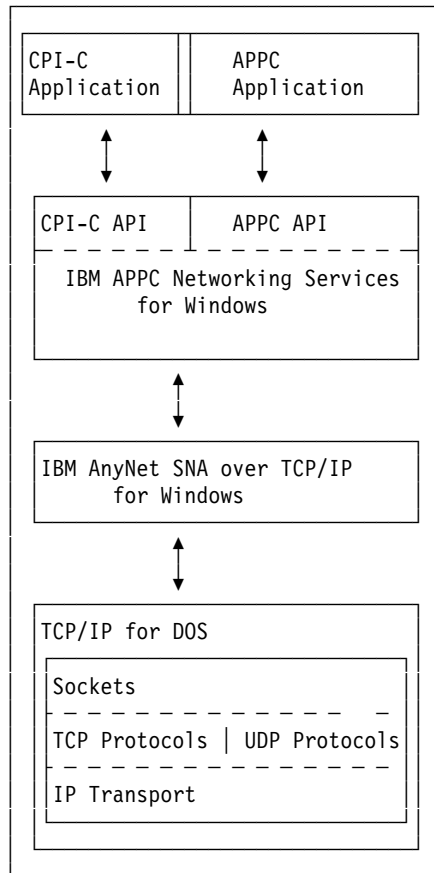 CPI-C APPC
Application Application
CPI-C API APPC API
IBM APPC Networking Services
for Windows
IBM AnyNet SNA over TCP/IP
for Windows
TCP/IP for DOS
Sockets
TCP Protocols | UDP Protocols
IP Transport